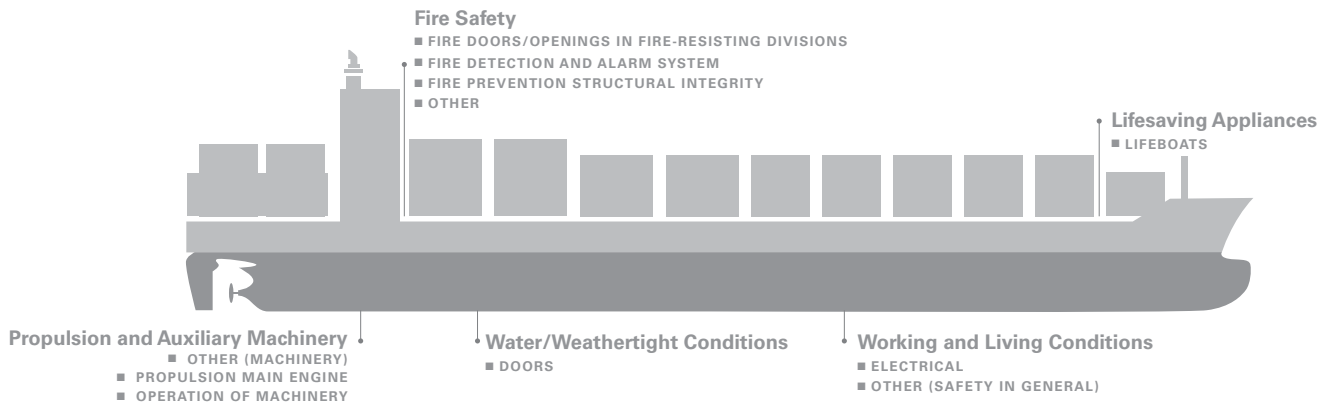 Fire Safety
■ FIRE DOORS/OPENINGS IN FIRE-RESISTING DIVISIONS
■ FIRE DETECTION AND ALARM SYSTEM
■ FIRE PREVENTION STRUCTURAL INTEGRITY
■ OTHER
Lifesaving Appliances
■ LIFEBOATS
Propulsion and Auxiliary Machinery
■ OTHER (MACHINERY)
■ PROPULSION MAIN ENGINE
■ OPERATION OF MACHINERY
Water/Weathertight Conditions
■ DOORS
Working and Living Conditions
■ ELECTRICAL
■ OTHER (SAFETY IN GENERAL)